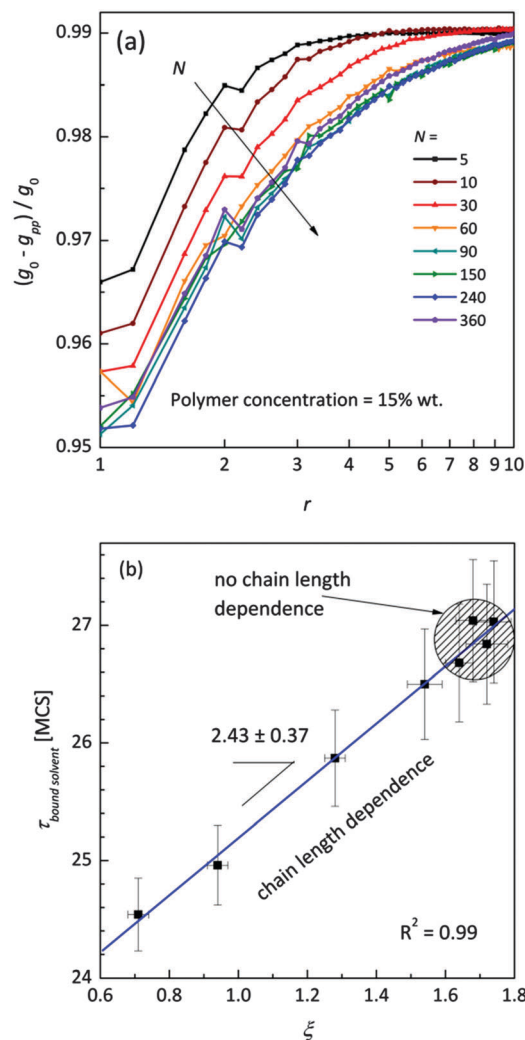 (a)
0.99
0.98
0.97
0.96
0.95
(g0 - gpp) / g0
N
N =
5
10
30
60
90
150
240
360
Polymer concentration = 15% wt.
1 2 3 4 5 6 7 8 9 10
r
(b)
no chain length
dependence
27
26
25
24
τbound solvent [MCS]
2.43 ± 0.37
chain length dependence
R² = 0.99
0.6 0.8 1.0 1.2 1.4 1.6 1.8
ξ